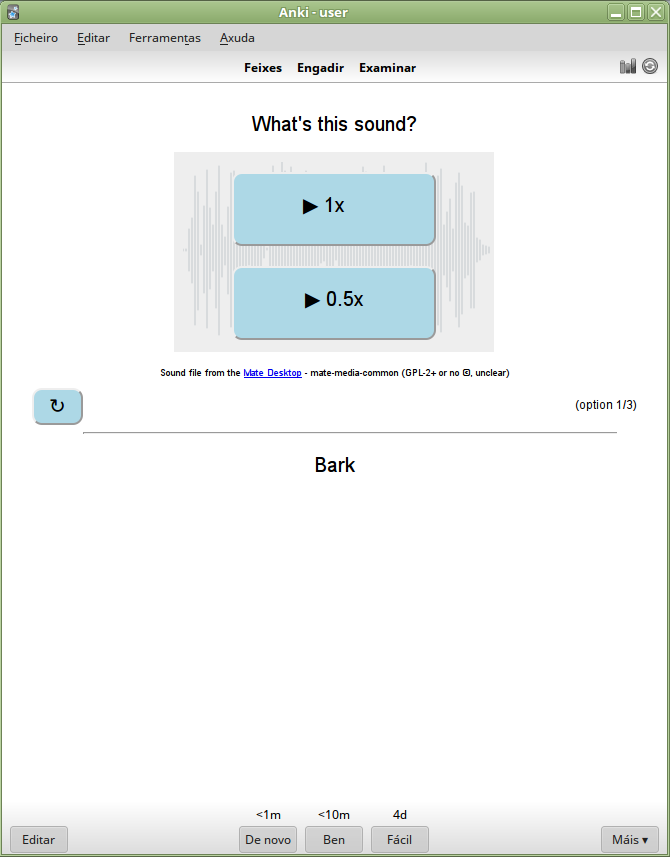 Anki - user
Ficheiro Editar Ferramentas Axuda
Feixes Engadir Examinar
What's this sound?
▶ 1x
▶ 0.5x
Sound file from the Mate Desktop - mate-media-common (GPL-2+ or no 🄯, unclear)
↻ (option 1/3)
Bark
<1m <10m 4d
Editar De novo Ben Fácil Máis ▾